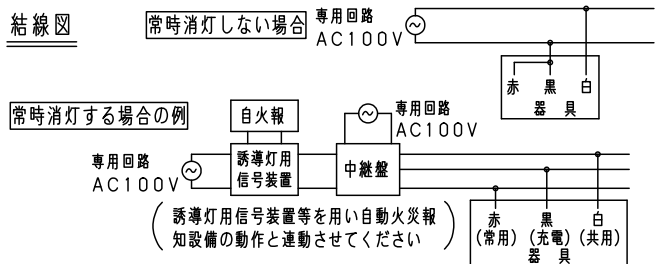 結線図
常時消灯しない場合
専用回路
AC100V
赤 黒 白
器具
常時消灯する場合の例
自火報
専用回路
AC100V
専用回路
AC100V
誘導灯用
信号装置
中継盤
誘導灯用信号装置等を用い自動火災報
知設備の動作と連動させてください
赤 黒 白
(常用) (充電) (共用)
器具